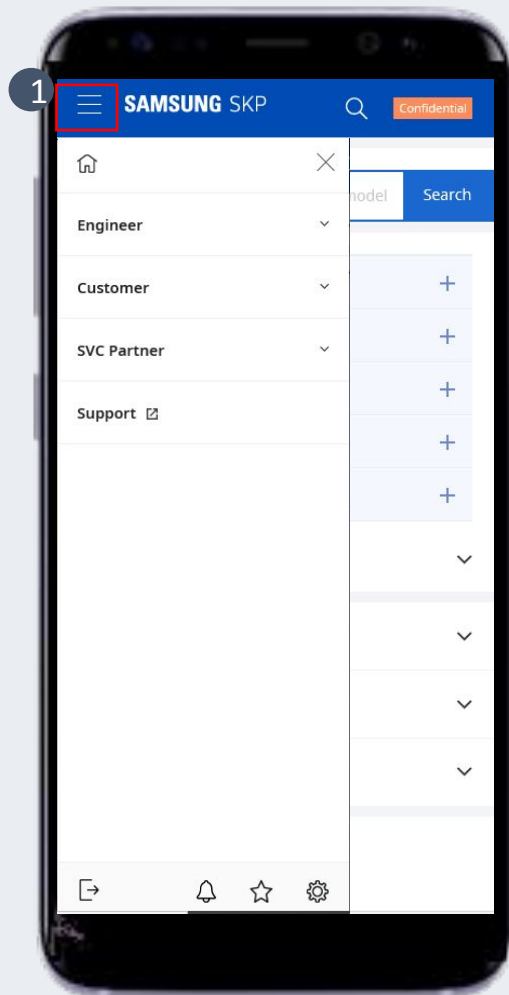 1
SAMSUNG SKP
Confidential
model
Search
Engineer
Customer
SVC Partner
Support